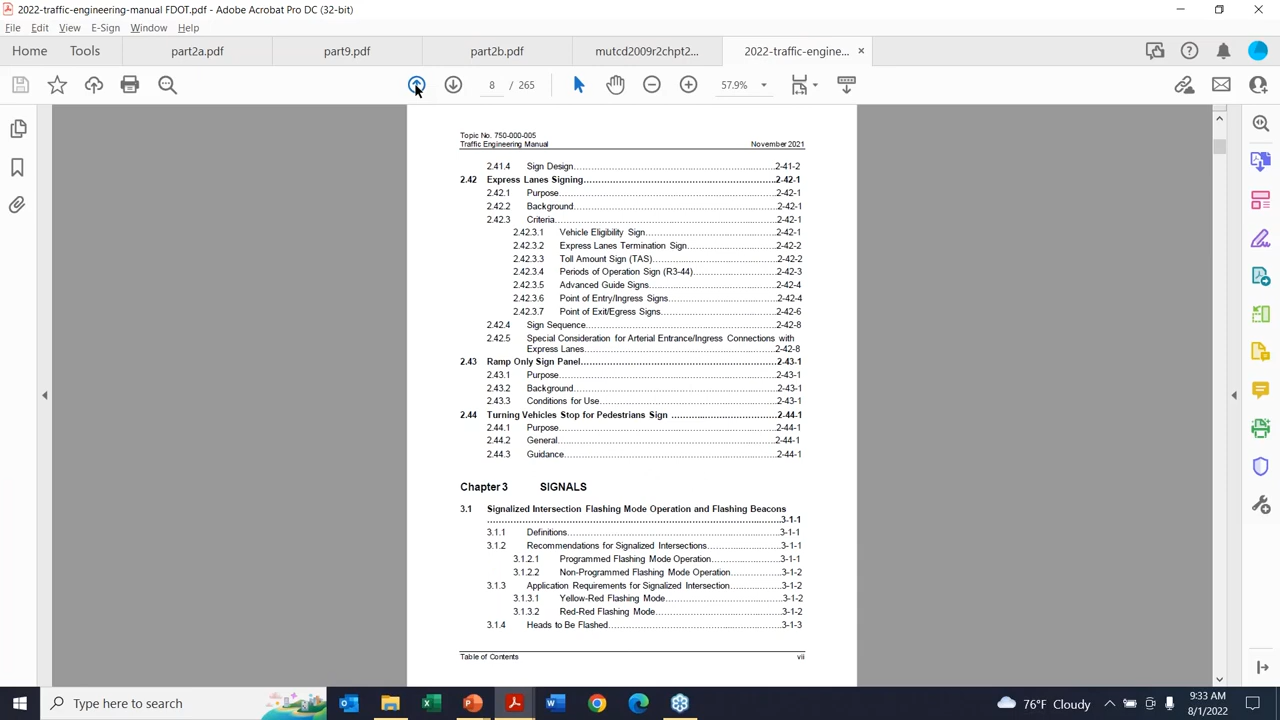 2022-traffic-engineering-manual FDOT.pdf - Adobe Acrobat Pro DC (32-bit)
File Edit View E-Sign Window Help
Home Tools part2a.pdf part9.pdf part2b.pdf mutcd2009r2chpt2... 2022-traffic-engine...
8 / 265 57.9%
Topic No. 750-000-005
Traffic Engineering Manual November 2021
2.41.4 Sign Design 2-41-2
2.42 Express Lanes Signing 2-42-1
2.42.1 Purpose 2-42-1
2.42.2 Background 2-42-1
2.42.3 Criteria 2-42-1
2.42.3.1 Vehicle Eligibility Sign 2-42-1
2.42.3.2 Express Lanes Termination Sign 2-42-2
2.42.3.3 Toll Amount Sign (TAS) 2-42-2
2.42.3.4 Periods of Operation Sign (R3-44) 2-42-3
2.42.3.5 Advanced Guide Signs 2-42-4
2.42.3.6 Point of Entry/Ingress Signs 2-42-4
2.42.3.7 Point of Exit/Egress Signs 2-42-6
2.42.4 Sign Sequence 2-42-8
2.42.5 Special Consideration for Arterial Entrance/Ingress Connections with
Express Lanes 2-42-8
2.43 Ramp Only Sign Panel 2-43-1
2.43.1 Purpose 2-43-1
2.43.2 Background 2-43-1
2.43.3 Conditions for Use 2-43-1
2.44 Turning Vehicles Stop for Pedestrians Sign 2-44-1
2.44.1 Purpose 2-44-1
2.44.2 General 2-44-1
2.44.3 Guidance 2-44-1
Chapter 3 SIGNALS
3.1 Signalized Intersection Flashing Mode Operation and Flashing Beacons
3-1-1
3.1.1 Definitions 3-1-1
3.1.2 Recommendations for Signalized Intersections 3-1-1
3.1.2.1 Programmed Flashing Mode Operation 3-1-1
3.1.2.2 Non-Programmed Flashing Mode Operation 3-1-2
3.1.3 Application Requirements for Signalized Intersection 3-1-2
3.1.3.1 Yellow-Red Flashing Mode 3-1-2
3.1.3.2 Red-Red Flashing Mode 3-1-2
3.1.4 Heads to Be Flashed 3-1-3
Table of Contents vii
Type here to search
76°F Cloudy
9:33 AM
8/1/2022